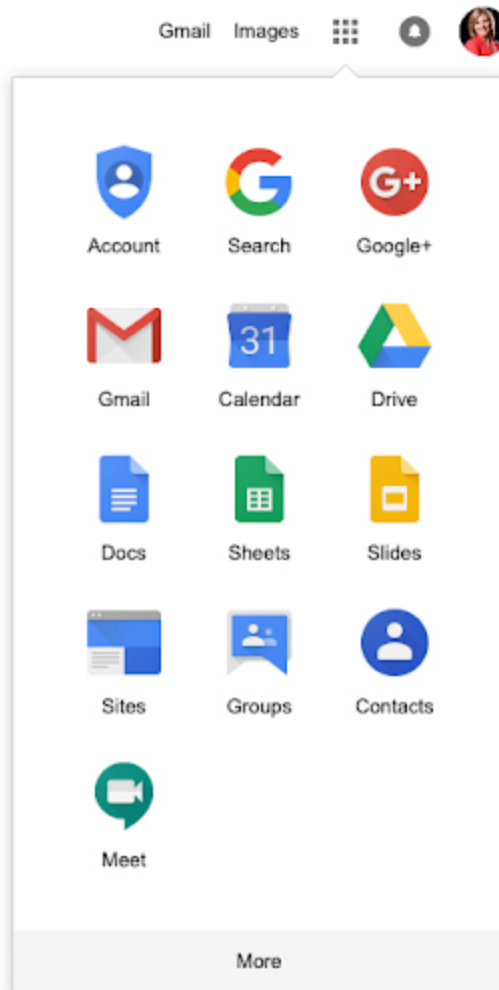 Gmail Images
Account Search Google+
Gmail Calendar Drive
Docs Sheets Slides
Sites Groups Contacts
Meet
More